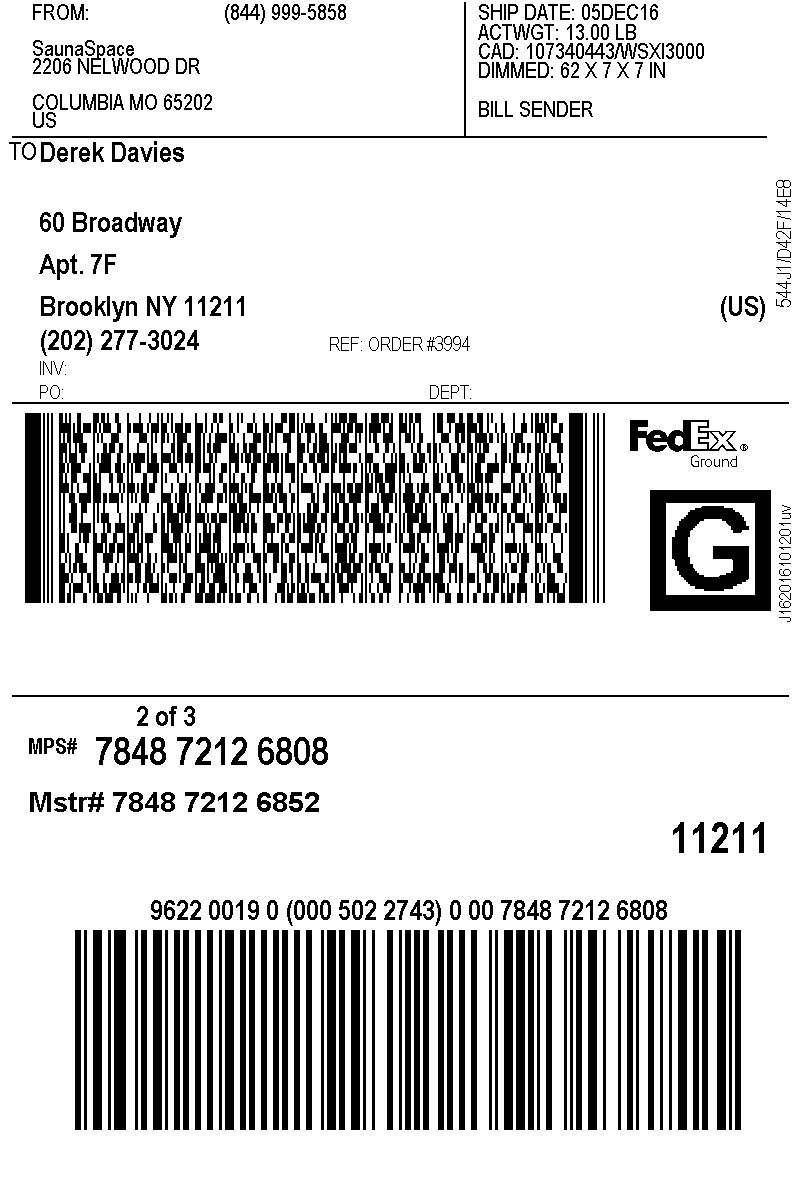 FROM: (844) 999-5858
SaunaSpace
2206 NELWOOD DR
COLUMBIA MO 65202
US
SHIP DATE: 05DEC16
ACTWGT: 13.00 LB
CAD: 107340443/WSXI3000
DIMMED: 62 X 7 X 7 IN
BILL SENDER
TO Derek Davies
60 Broadway
Apt. 7F
Brooklyn NY 11211 (US)
(202) 277-3024 REF: ORDER #3994
INV:
PO: DEPT:
544J1/D42F/14E8
FedEx®
Ground
G
J162016101201uv
2 of 3
MPS# 7848 7212 6808
Mstr# 7848 7212 6852
11211
9622 0019 0 (000 502 2743) 0 00 7848 7212 6808